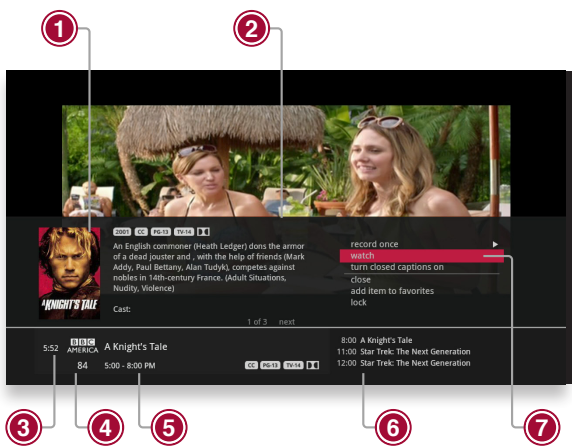 1
2
2001 CC PG-13 TV-14
An English commoner (Heath Ledger) dons the armor
of a dead jouster and , with the help of friends (Mark
Addy, Paul Bettany, Alan Tudyk), competes against
nobles in 14th-century France. (Adult Situations,
Nudity, Violence)
Cast:
1 of 3 next
A KNIGHT'S TALE
record once
watch
turn closed captions on
close
add item to favorites
lock
5:52 BBC AMERICA 84
A Knight's Tale
5:00 - 8:00 PM CC PG-13 TV-14
8:00 A Knight's Tale
11:00 Star Trek: The Next Generation
12:00 Star Trek: The Next Generation
3
4
5
6
7